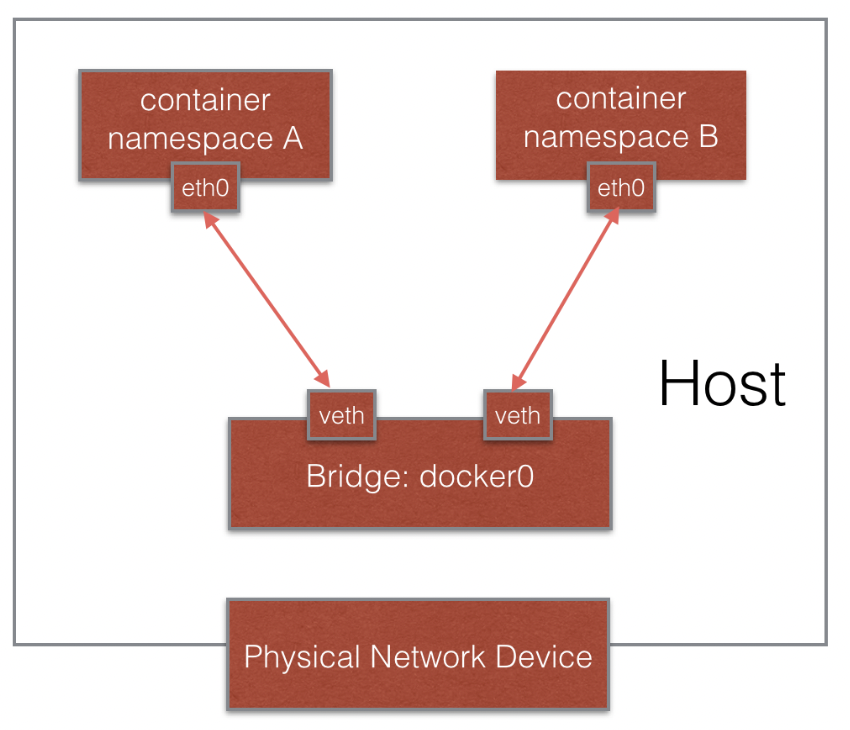 container
namespace A
eth0
container
namespace B
eth0
Host
veth
veth
Bridge: docker0
Physical Network Device